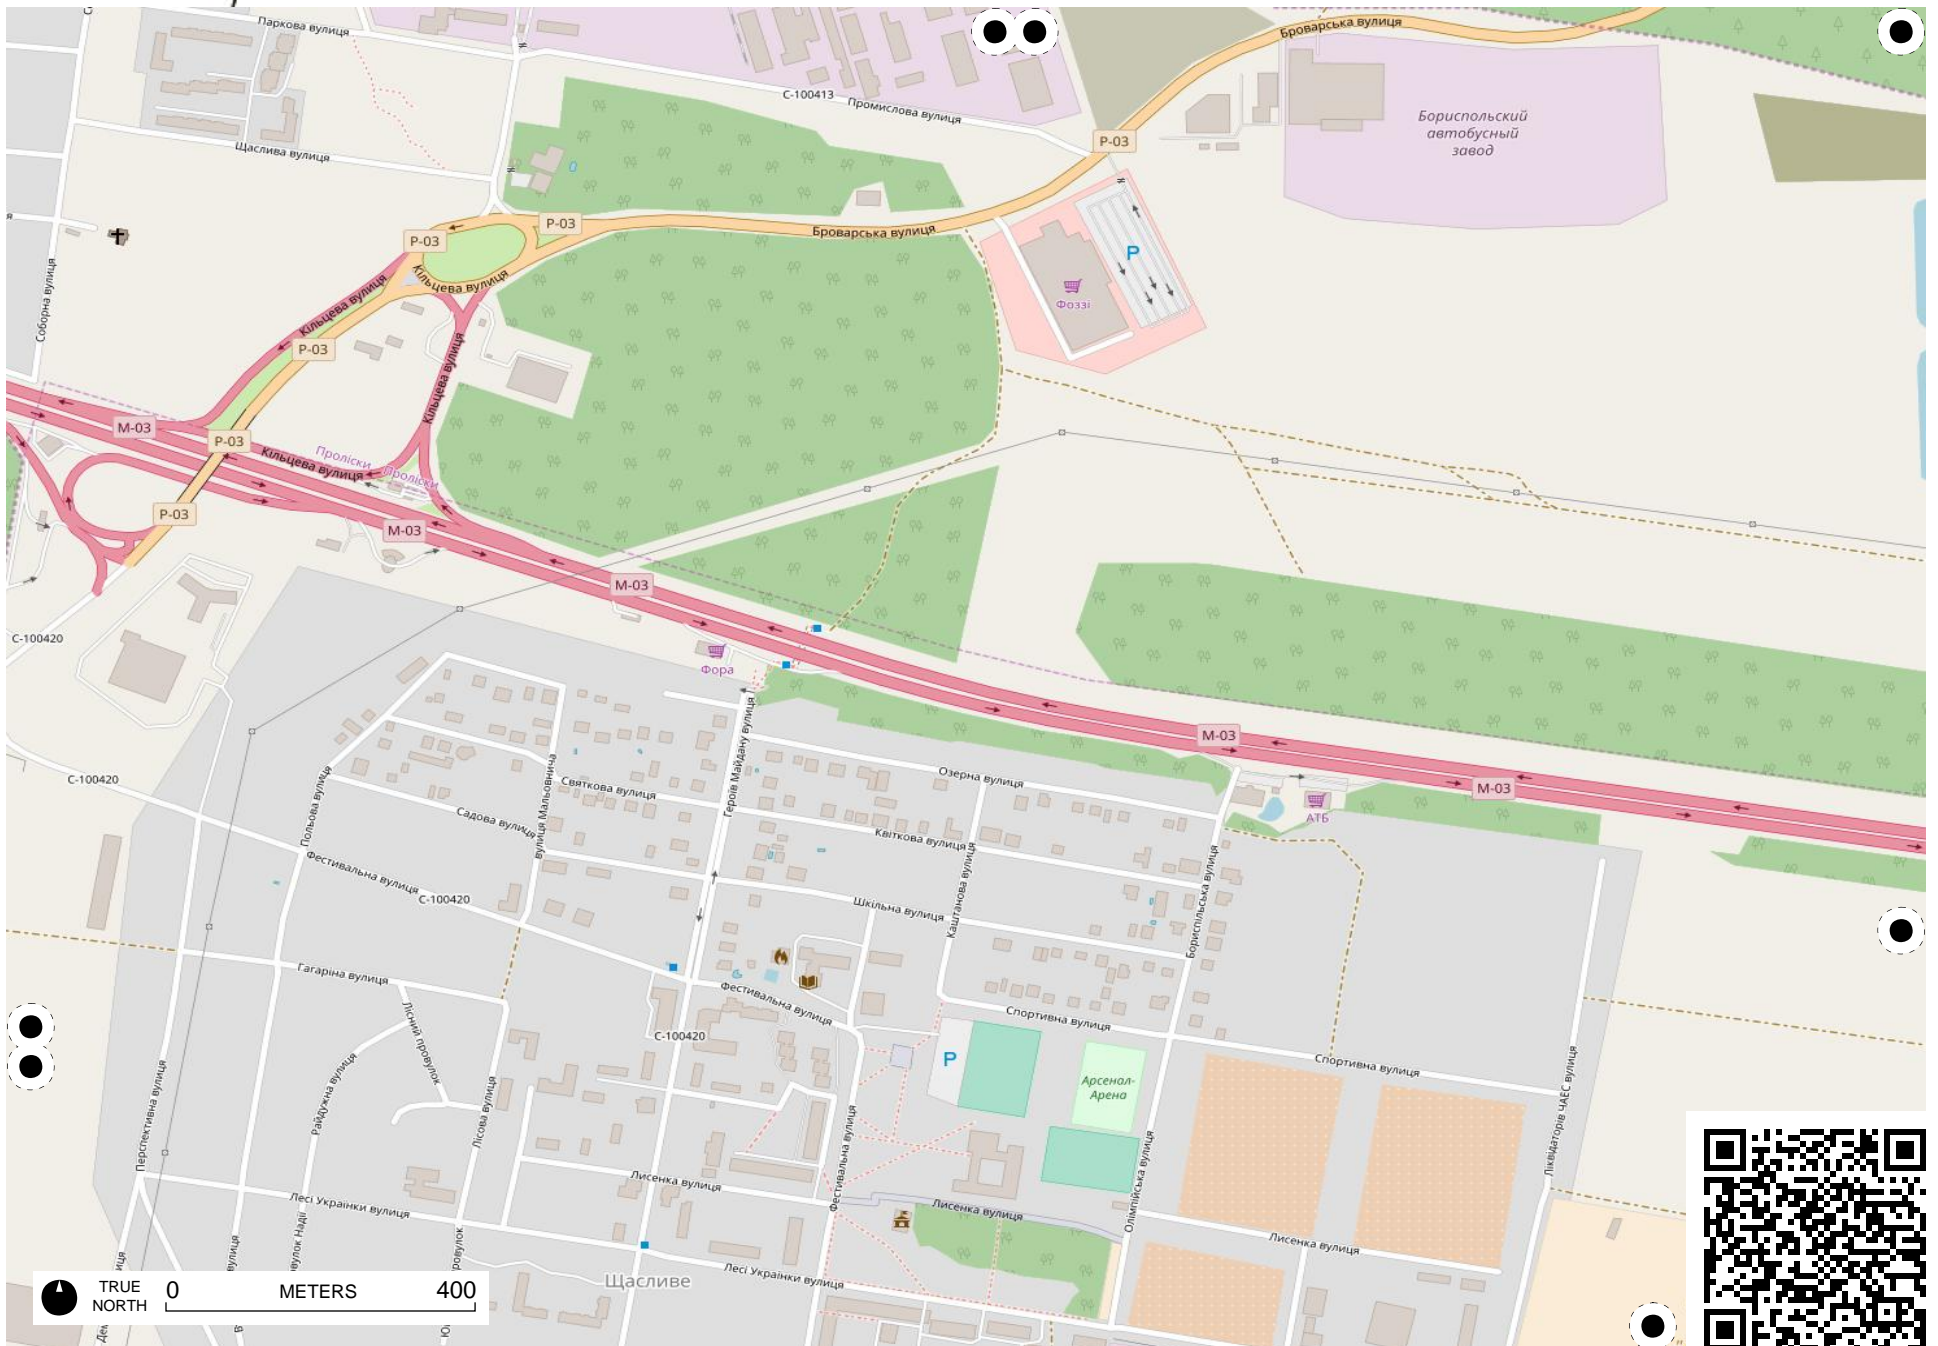 Паркова вулиця
Броварська вулиця
С-100413
Промислова вулиця
Бориспольский
автобусный
завод
Р-03
Щаслива вулиця
Р-03
Р-03
Броварська вулиця
Р
Кільцева вулиця
Соборна вулиця
Кільцева вулиця
Фоззі
Р-03
Кільцева вулиця
М-03
Р-03
Проліски
Проліски
Кільцева вулиця
Р-03
М-03
М-03
С-100420
Фора
Героїв Майдану вулиця
М-03
С-100420
Польова вулиця
вулиця Мальовнича
Святкова вулиця
Озерна вулиця
М-03
АТБ
Садова вулиця
Квіткова вулиця
Фестивальна вулиця
С-100420
Шкільна вулиця
Каштанова вулиця
Бориспільська вулиця
Гагаріна вулиця
Фестивальна вулиця
Лісний провулок
С-100420
Спортивна вулиця
Р
Спортивна вулиця
Арсенал-
Арена
Райдужна вулиця
Лісова вулиця
Перспективна вулиця
Фестивальна вулиця
Олімпійська вулиця
Ліквідаторів ЧАЕС вулиця
Лисенка вулиця
Лисенка вулиця
Лесі Українки вулиця
Лисенка вулиця
Лесі Українки вулиця
Щасливе
TRUE
NORTH
0 METERS 400